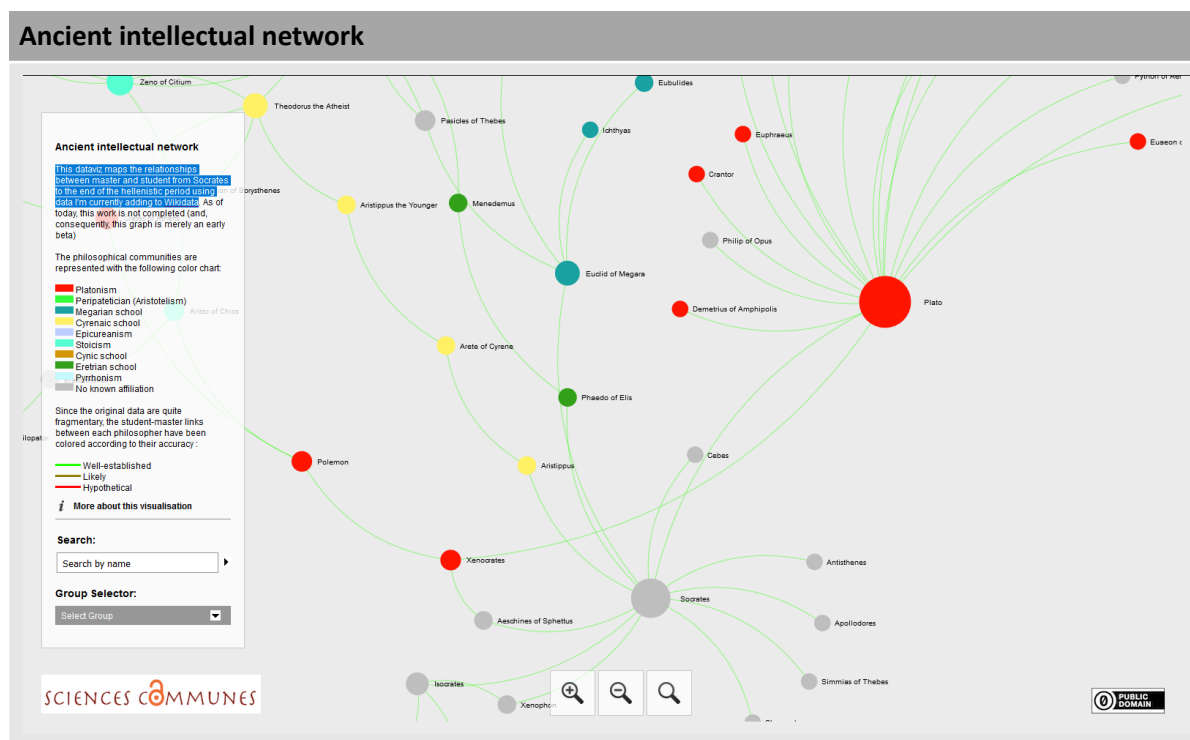 Ancient intellectual network
Zeno of Citium
Eubulides
Theodorus the Atheist
Pasicles of Thebes
Ichthyas
Euphraeus
Euaeon
Crantor
Ancient intellectual network
This dataviz maps the relationships
between master and student from Socrates
to the end of the hellenistic period using
data I'm currently adding to Wikidata. As of
today, this work is not completed (and,
consequently, this graph is merely an early
beta)
of Borysthenes
Aristippus the Younger
Menedemus
Philip of Opus
The philosophical communities are
represented with the following color chart:
Platonism
Peripatetician (Aristotelism)
Megarian school
Cyrenaic school
Epicureanism
Stoicism
Cynic school
Eretrian school
Pyrrhonism
No known affiliation
Aristo of Chios
Euclid of Megara
Plato
Demetrius of Amphipolis
Arete of Cyrene
Phaedo of Elis
Since the original data are quite
fragmentary, the student-master links
between each philosopher have been
colored according to their accuracy :
Well-established
Likely
Hypothetical
i More about this visualisation
Search:
Search by name
Group Selector:
Select Group
Polemon
Aristippus
Cebes
Xenocrates
Antisthenes
Socrates
Aeschines of Sphettus
Apollodores
Isocrates
Simmias of Thebes
Xenophon
SCIENCES COMMUNES
PUBLIC
DOMAIN